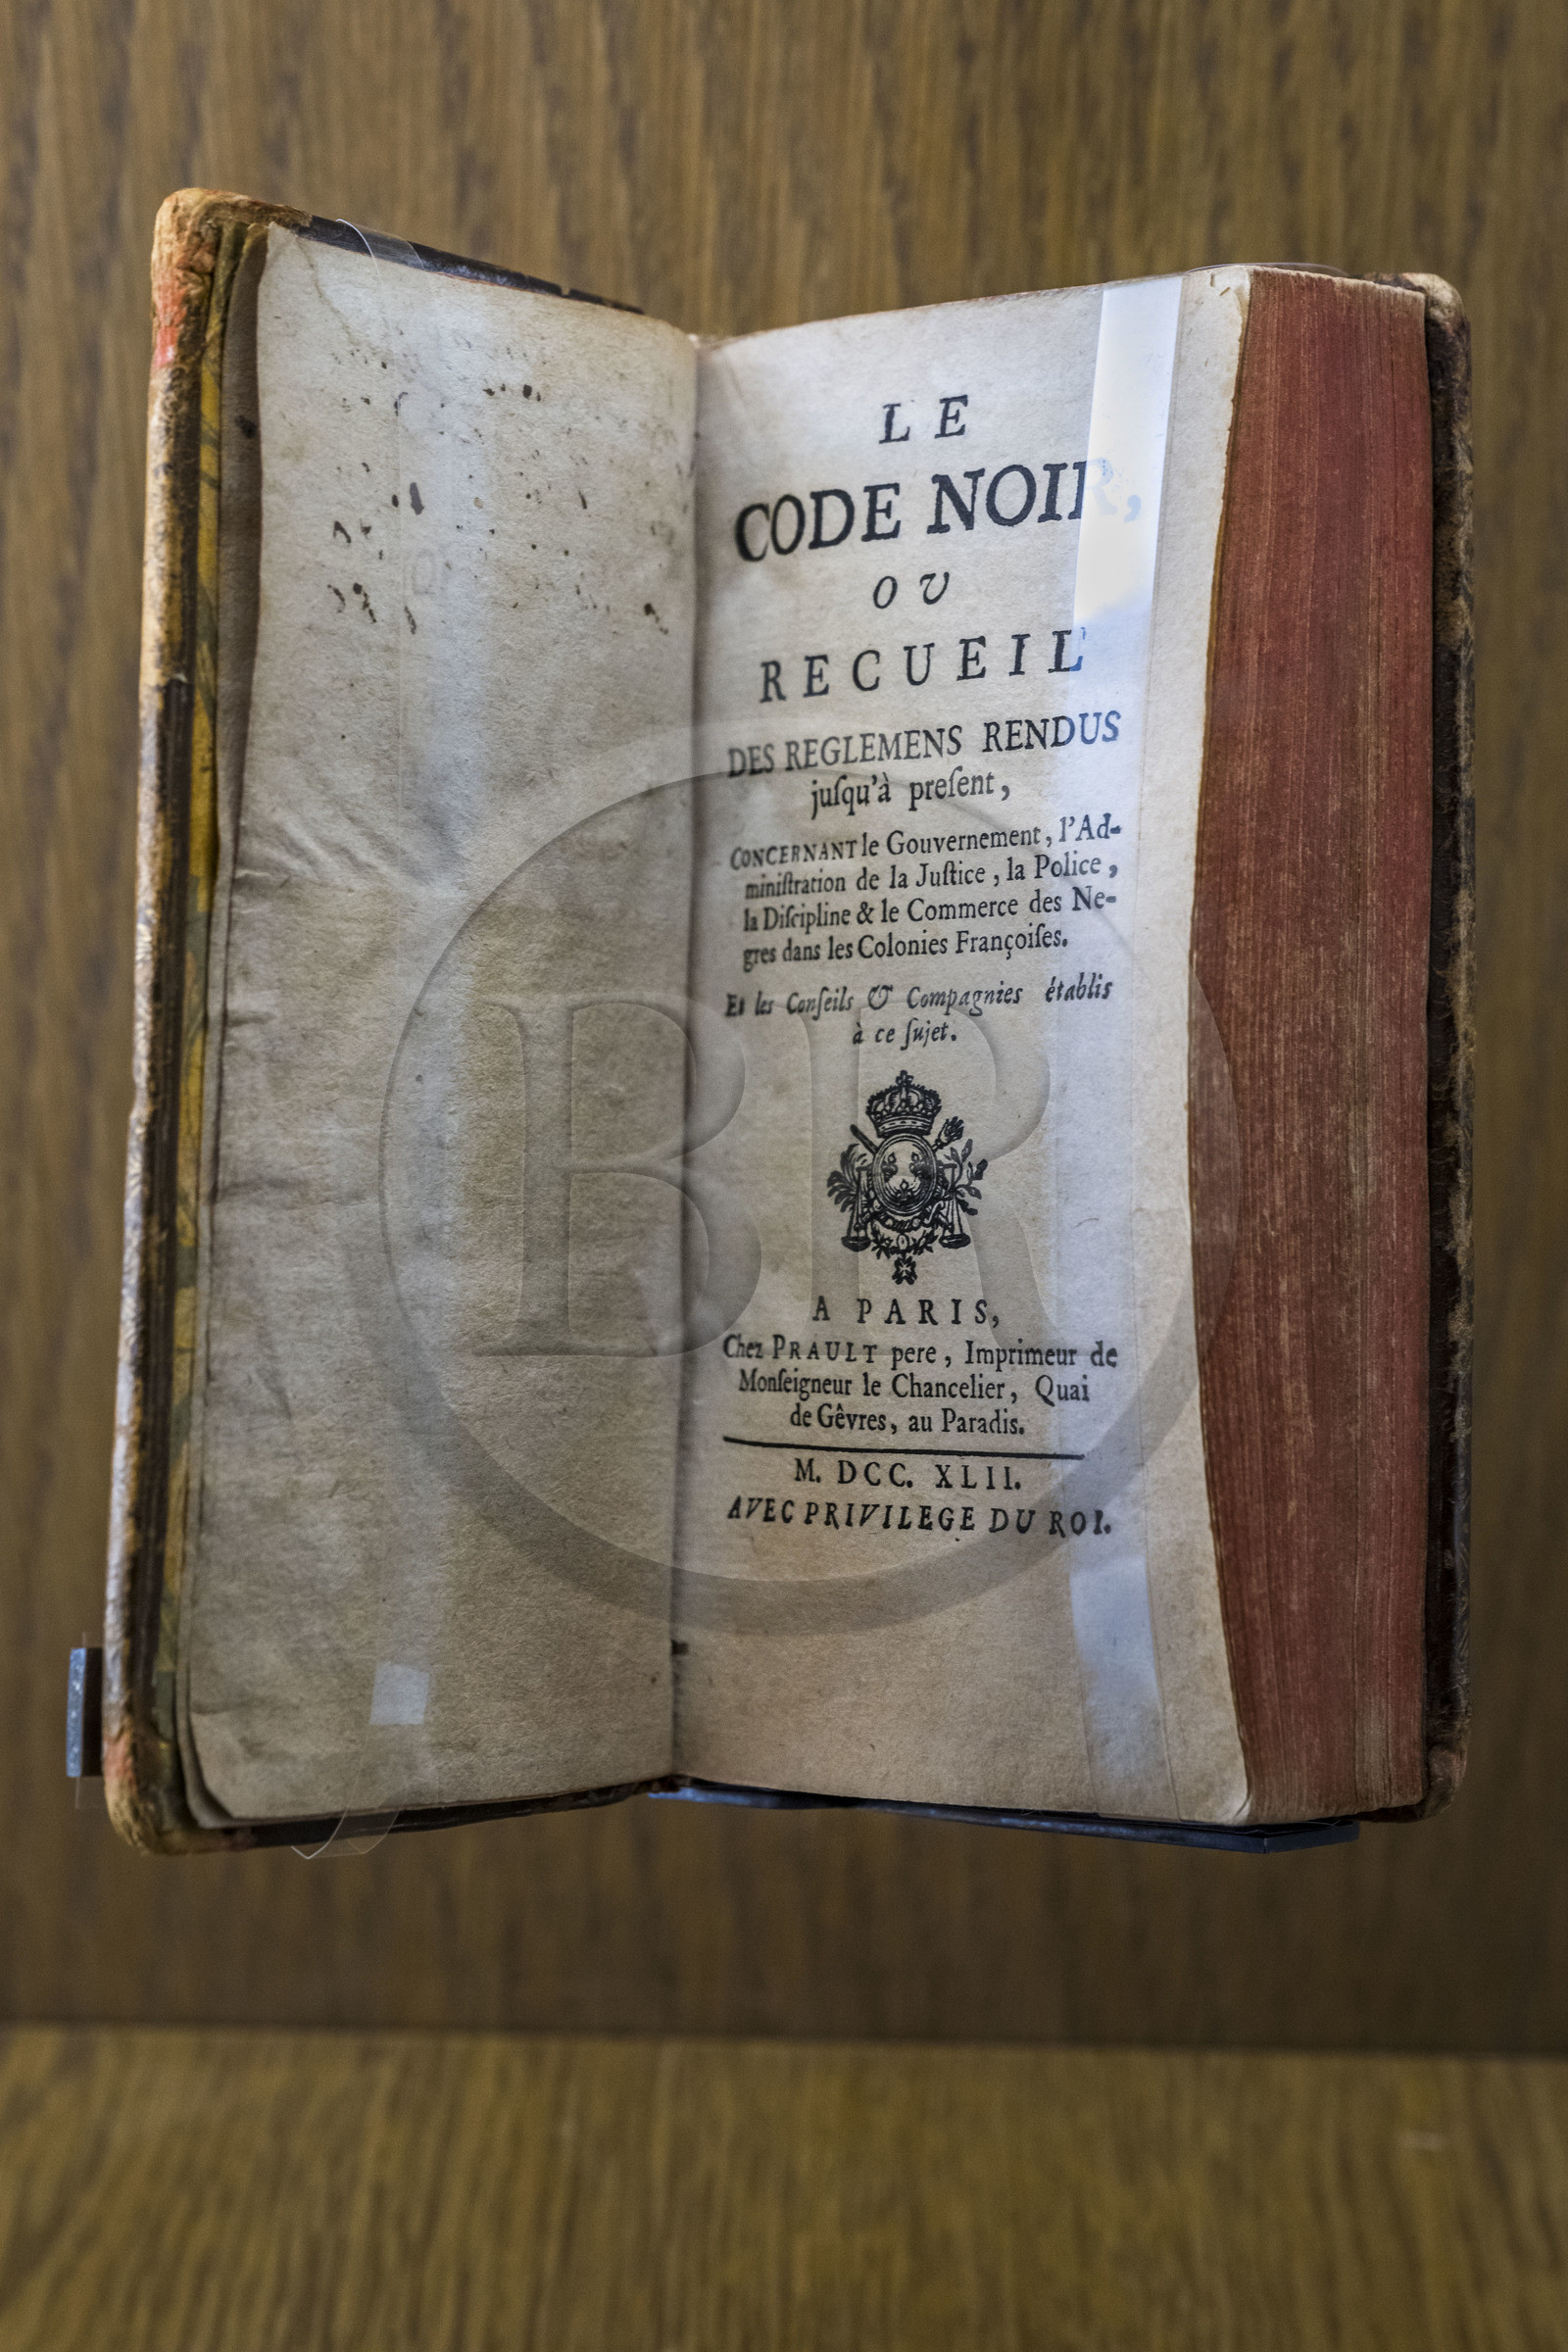 LE
CODE NOIR,
OU
RECUEIL
DES REGLEMENS RENDUS
juſqu'à preſent,
CONCERNANT le Gouvernement, l'Ad-
miniſtration de la Juſtice, la Police,
la Diſcipline & le Commerce des Ne-
gres dans les Colonies Françoiſes.
Et les Conſeils & Compagnies établis
à ce ſujet.
A PARIS,
Chez PRAULT pere, Imprimeur de
Monſeigneur le Chancelier, Quai
de Gêvres, au Paradis.
M. DCC. XLII.
AVEC PRIVILEGE DU ROI.
BR